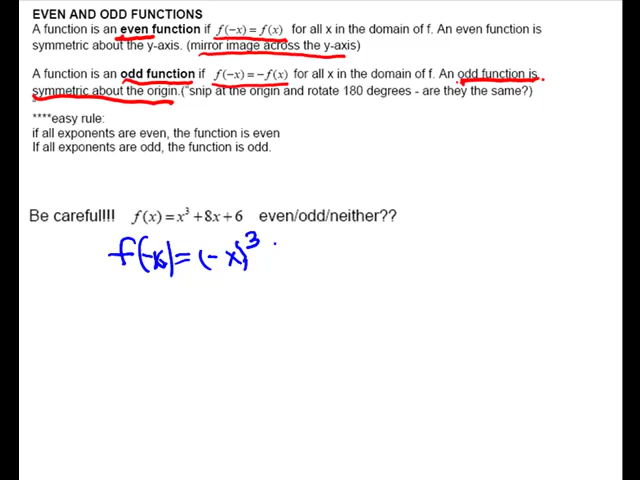 EVEN AND ODD FUNCTIONS
A function is an even function if f(−x) = f(x) for all x in the domain of f. An even function is
symmetric about the y-axis. (mirror image across the y-axis)
A function is an odd function if f(−x) = −f(x) for all x in the domain of f. An odd function is
symmetric about the origin.("snip at the origin and rotate 180 degrees - are they the same?)
****easy rule:
if all exponents are even, the function is even
If all exponents are odd, the function is odd.
Be careful!!!! f(x) = x³ + 8x + 6 even/odd/neither??
f(-x) = (-x)³